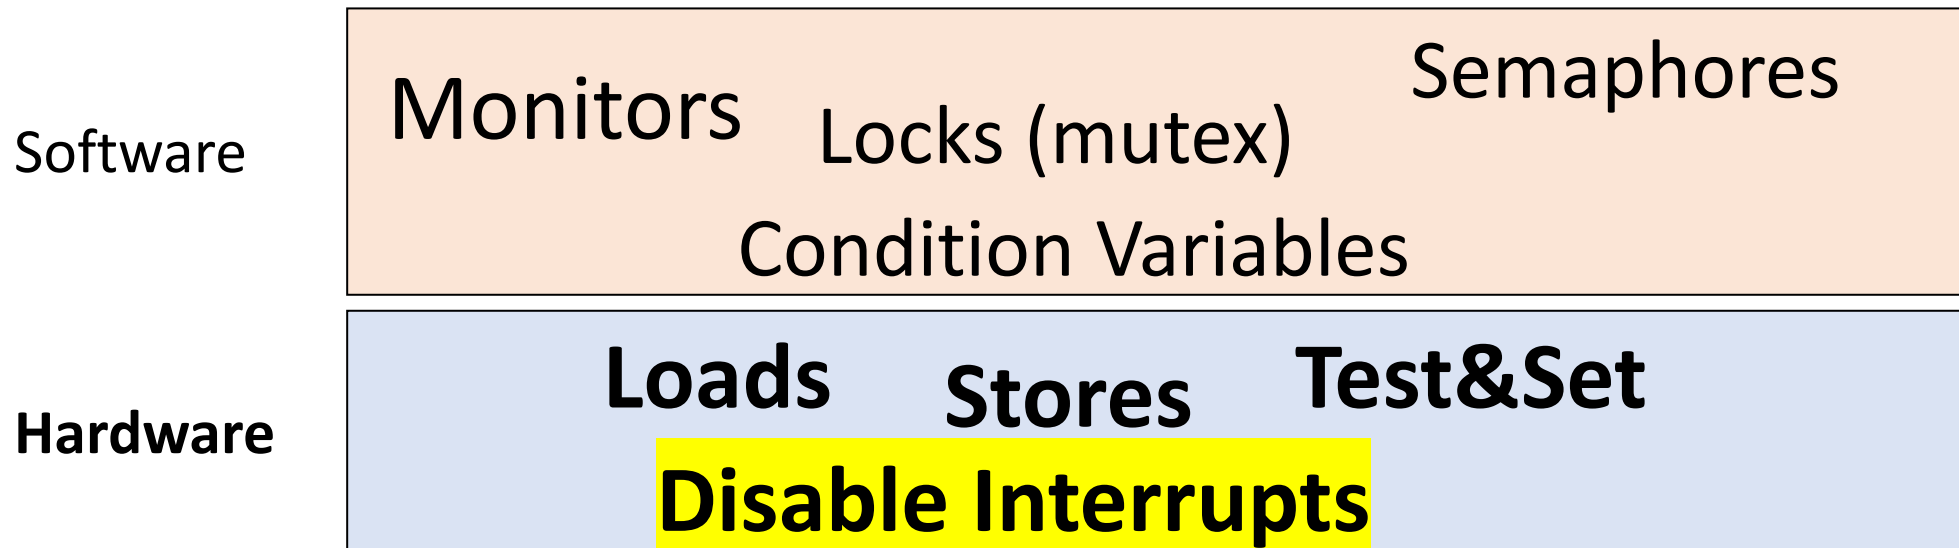 Software
Monitors
Locks (mutex)
Semaphores
Condition Variables
Hardware
Loads
Stores
Test&Set
Disable Interrupts